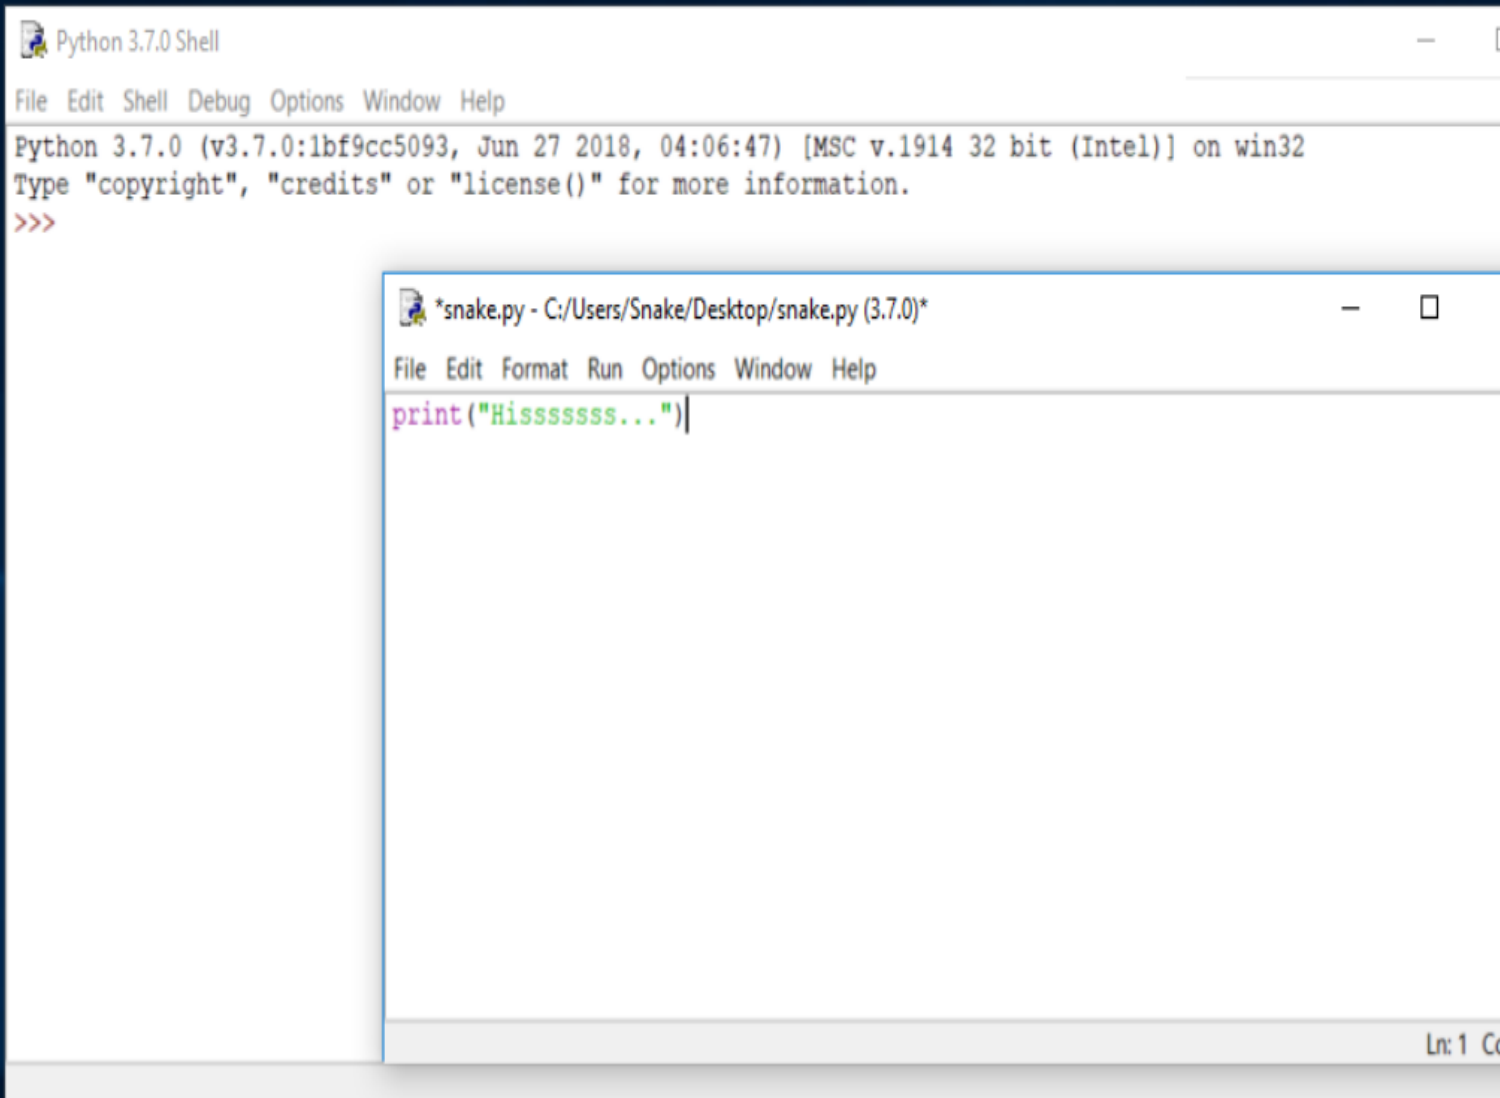 Python 3.7.0 Shell
File Edit Shell Debug Options Window Help
Python 3.7.0 (v3.7.0:1bf9cc5093, Jun 27 2018, 04:06:47) [MSC v.1914 32 bit (Intel)] on win32
Type "copyright", "credits" or "license()" for more information.
>>>
*snake.py - C:/Users/Snake/Desktop/snake.py (3.7.0)*
File Edit Format Run Options Window Help
print("Hisssssss...")
Ln: 1